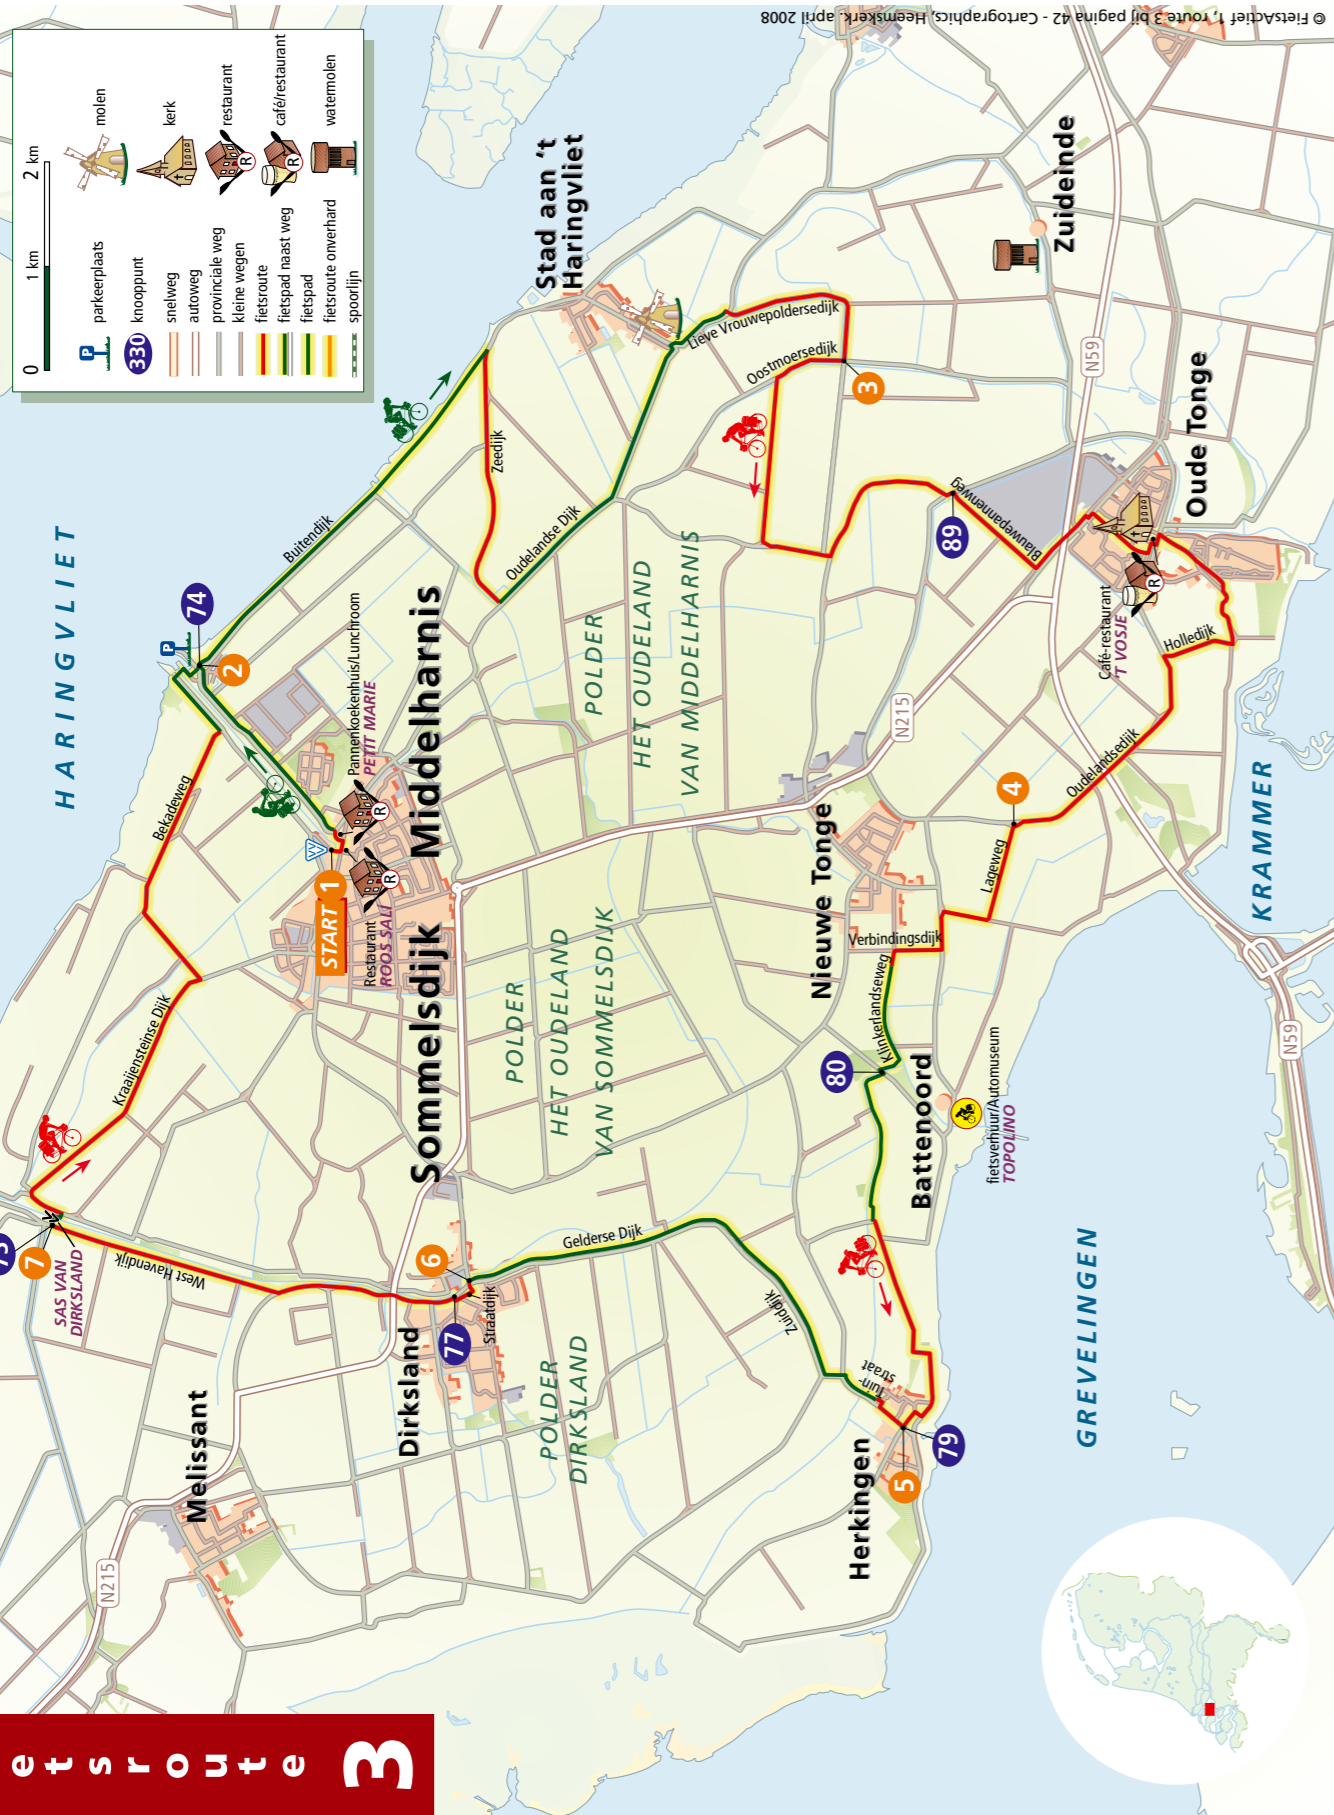 etsroute
3
© FietsActief 1, route 3 bij pagina 42 - Cartographics, Heemskerk. april 2008
0
1 km
2 km
parkeerplaats
330
knooppunt
snelweg
autoweg
provinciale weg
kleine wegen
fietsroute
fietspad naast weg
fietspad
fietsroute onverhard
spoorlijn
molen
kerk
restaurant
café/restaurant
watermolen
HARINGVLIET
Melissant
N215
SAS VAN
DIRKSLAND
7
West Havendijk
Kraaijensteinse Dijk
Bekadeweg
P
74
2
Buitendijk
Zeedijk
Oudelandse Dijk
Stad aan 't
Haringvliet
Lieve Vrouwepoldersedijk
Oostmoersedijk
3
Zuideinde
START 1
Restaurant
ROOS SALI
Pannenkoekenhuis/Lunchroom
PETIT MARIE
Sommelsdijk
Middelharnis
Dirksland
77
6
Straatdijk
Gelderse Dijk
Zuiddijk
POLDER
DIRKSLAND
POLDER
HET OUDELAND
VAN SOMMELSDIJK
POLDER
HET OUDELAND
VAN MIDDELHARNIS
89
Blauwepannenweg
N59
Oude Tonge
Café-restaurant
'T VOSJE
Holledijk
Oudelandsedijk
4
Lageweg
N215
Nieuwe Tonge
Verbindingsdijk
Klinkerlandseweg
80
Battenoord
fietsverhuur/Automuseum
TOPOLINO
Tuin-
straat
Herkingen
5
79
GREVELINGEN
KRAMMER
N59